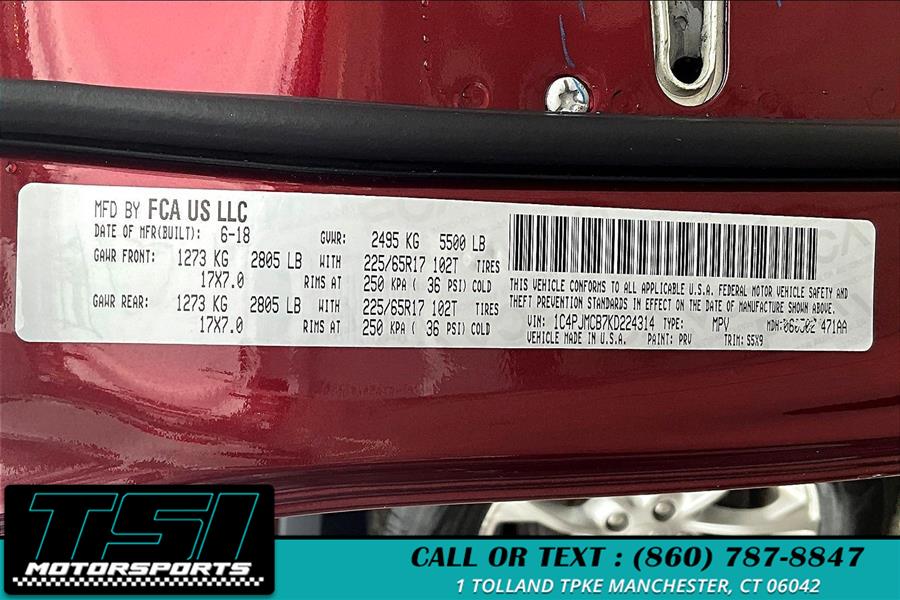 MFD BY FCA US LLC
DATE OF MFR(BUILT): 6-18 GVWR: 2495 KG 5500 LB
GAWR FRONT: 1273 KG 2805 LB WITH 225/65R17 102T TIRES
17X7.0 RIMS AT 250 KPA ( 36 PSI) COLD
GAWR REAR: 1273 KG 2805 LB WITH 225/65R17 102T TIRES
17X7.0 RIMS AT 250 KPA ( 36 PSI) COLD
THIS VEHICLE CONFORMS TO ALL APPLICABLE U.S.A. FEDERAL MOTOR VEHICLE SAFETY AND
THEFT PREVENTION STANDARDS IN EFFECT ON THE DATE OF MANUFACTURE SHOWN ABOVE.
VIN: 1C4PJMCB7KD224314 TYPE: MPV MDH: 471AA
VEHICLE MADE IN U.S.A. PAINT: PRV TRIM: S5X9
TSI
MOTORSPORTS
CALL OR TEXT : (860) 787-8847
1 TOLLAND TPKE MANCHESTER, CT 06042